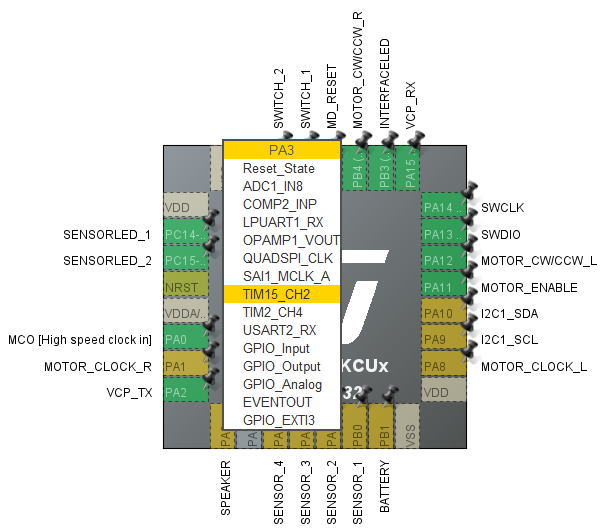 SWITCH_2
SWITCH_1
MD_RESET
MOTOR_CW/CCW_R
INTERFACELED
VCP_RX
PB4 (.
PB3 (.
PA15
VDD
PC14-
PC15-..
NRST
VDDA/.
PA0
PA1
PA2
SENSORLED_1
SENSORLED_2
MCO [High speed clock in]
MOTOR_CLOCK_R
VCP_TX
PA3
Reset_State
ADC1_IN8
COMP2_INP
LPUART1_RX
OPAMP1_VOUT
QUADSPI_CLK
SAI1_MCLK_A
TIM15_CH2
TIM2_CH4
USART2_RX
GPIO_Input
GPIO_Output
GPIO_Analog
EVENTOUT
GPIO_EXTI3
KCUx
32
PA14 ..
PA13 ..
PA12
PA11
PA10
PA9
PA8
VDD
SWCLK
SWDIO
MOTOR_CW/CCW_L
MOTOR_ENABLE
I2C1_SDA
I2C1_SCL
MOTOR_CLOCK_L
PA
PA
PA
PA
PA
PB0
PB1
VSS
SPEAKER
SENSOR_4
SENSOR_3
SENSOR_2
SENSOR_1
BATTERY